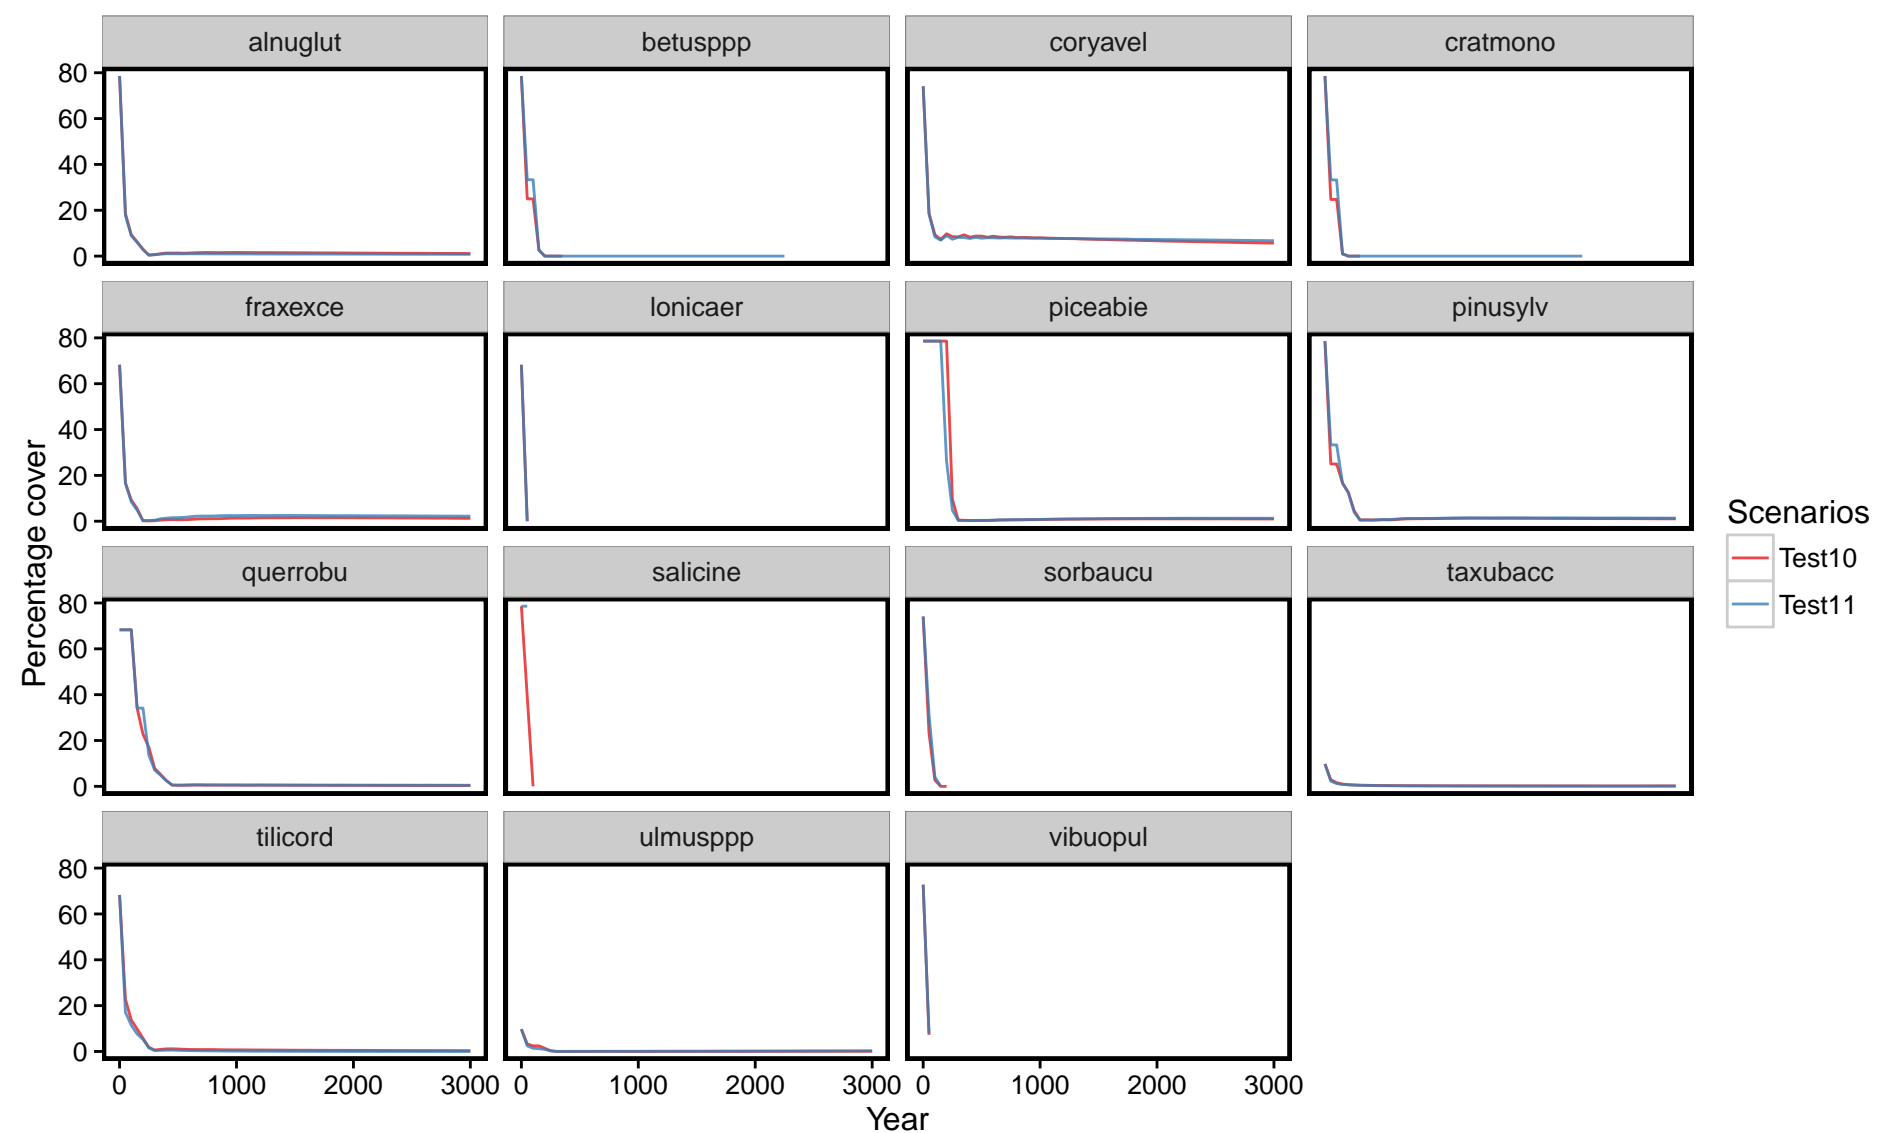 alnuglut betusppp coryavel cratmono
80
60
40
20
0
fraxexce lonicaer piceabie pinusylv
80
60
40
20
0
querrobu salicine sorbaucu taxubacc
80
60
40
20
0
tilicord ulmusppp vibuopul
80
60
40
20
0
0 1000 2000 3000 0 1000 2000 3000 0 1000 2000 3000
Year
Percentage cover
Scenarios
Test10
Test11